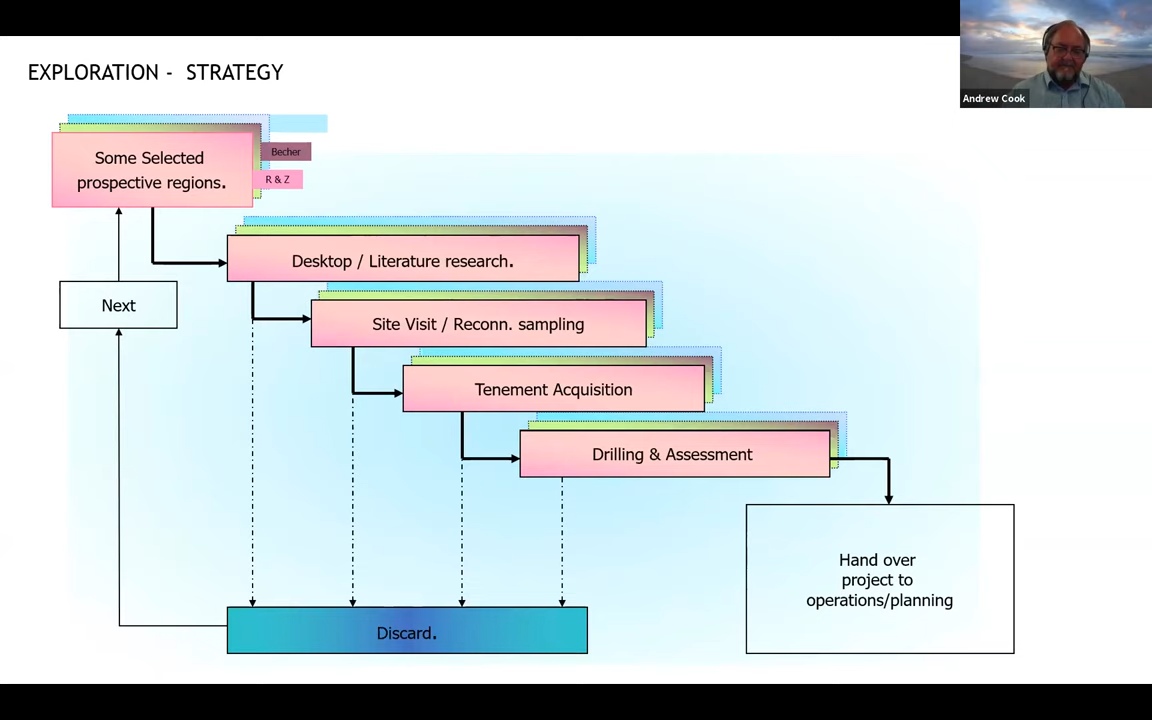 EXPLORATION - STRATEGY
Andrew Cook
Some Selected
prospective regions.
Becher
R & Z
Desktop / Literature research.
Next
Site Visit / Reconn. sampling
Tenement Acquisition
Drilling & Assessment
Hand over
project to
operations/planning
Discard.